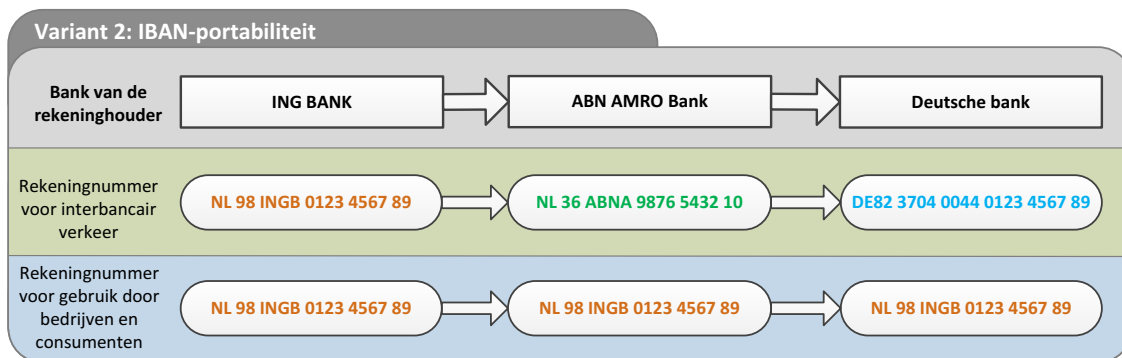 Variant 2: IBAN-portabiliteit
Bank van de
rekeninghouder
ING BANK
ABN AMRO Bank
Deutsche bank
Rekeningnummer
voor interbancair
verkeer
NL 98 INGB 0123 4567 89
NL 36 ABNA 9876 5432 10
DE82 3704 0044 0123 4567 89
Rekeningnummer
voor gebruik door
bedrijven en
consumenten
NL 98 INGB 0123 4567 89
NL 98 INGB 0123 4567 89
NL 98 INGB 0123 4567 89